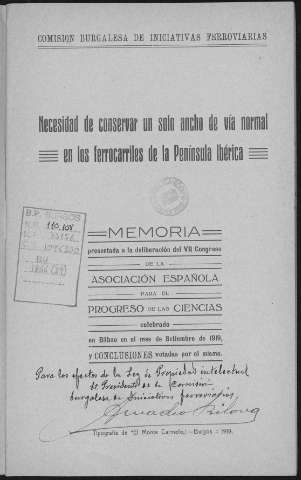 COMISION BURGALESA DE INICIATIVAS FERROVIARIAS
Necesidad de conservar un solo ancho de vía normal
en los ferrocarriles de la Península Ibérica
MEMORIA
presentada a la deliberación del VII Congreso
DE LA
ASOCIACIÓN ESPAÑOLA
PARA EL
PROGRESO DE LAS CIENCIAS
celebrado
en Bilbao en el mes de Setiembre de 1919,
y CONCLUSIONES votadas por el mismo.
B.P. BURGOS
Para los efectos de la Ley de Propiedad intelectual
El Presidente de la Comisión
burgalesa de Iniciativas ferroviarias
Tipografía de "El Monte Carmelo".-Burgos : 1919.